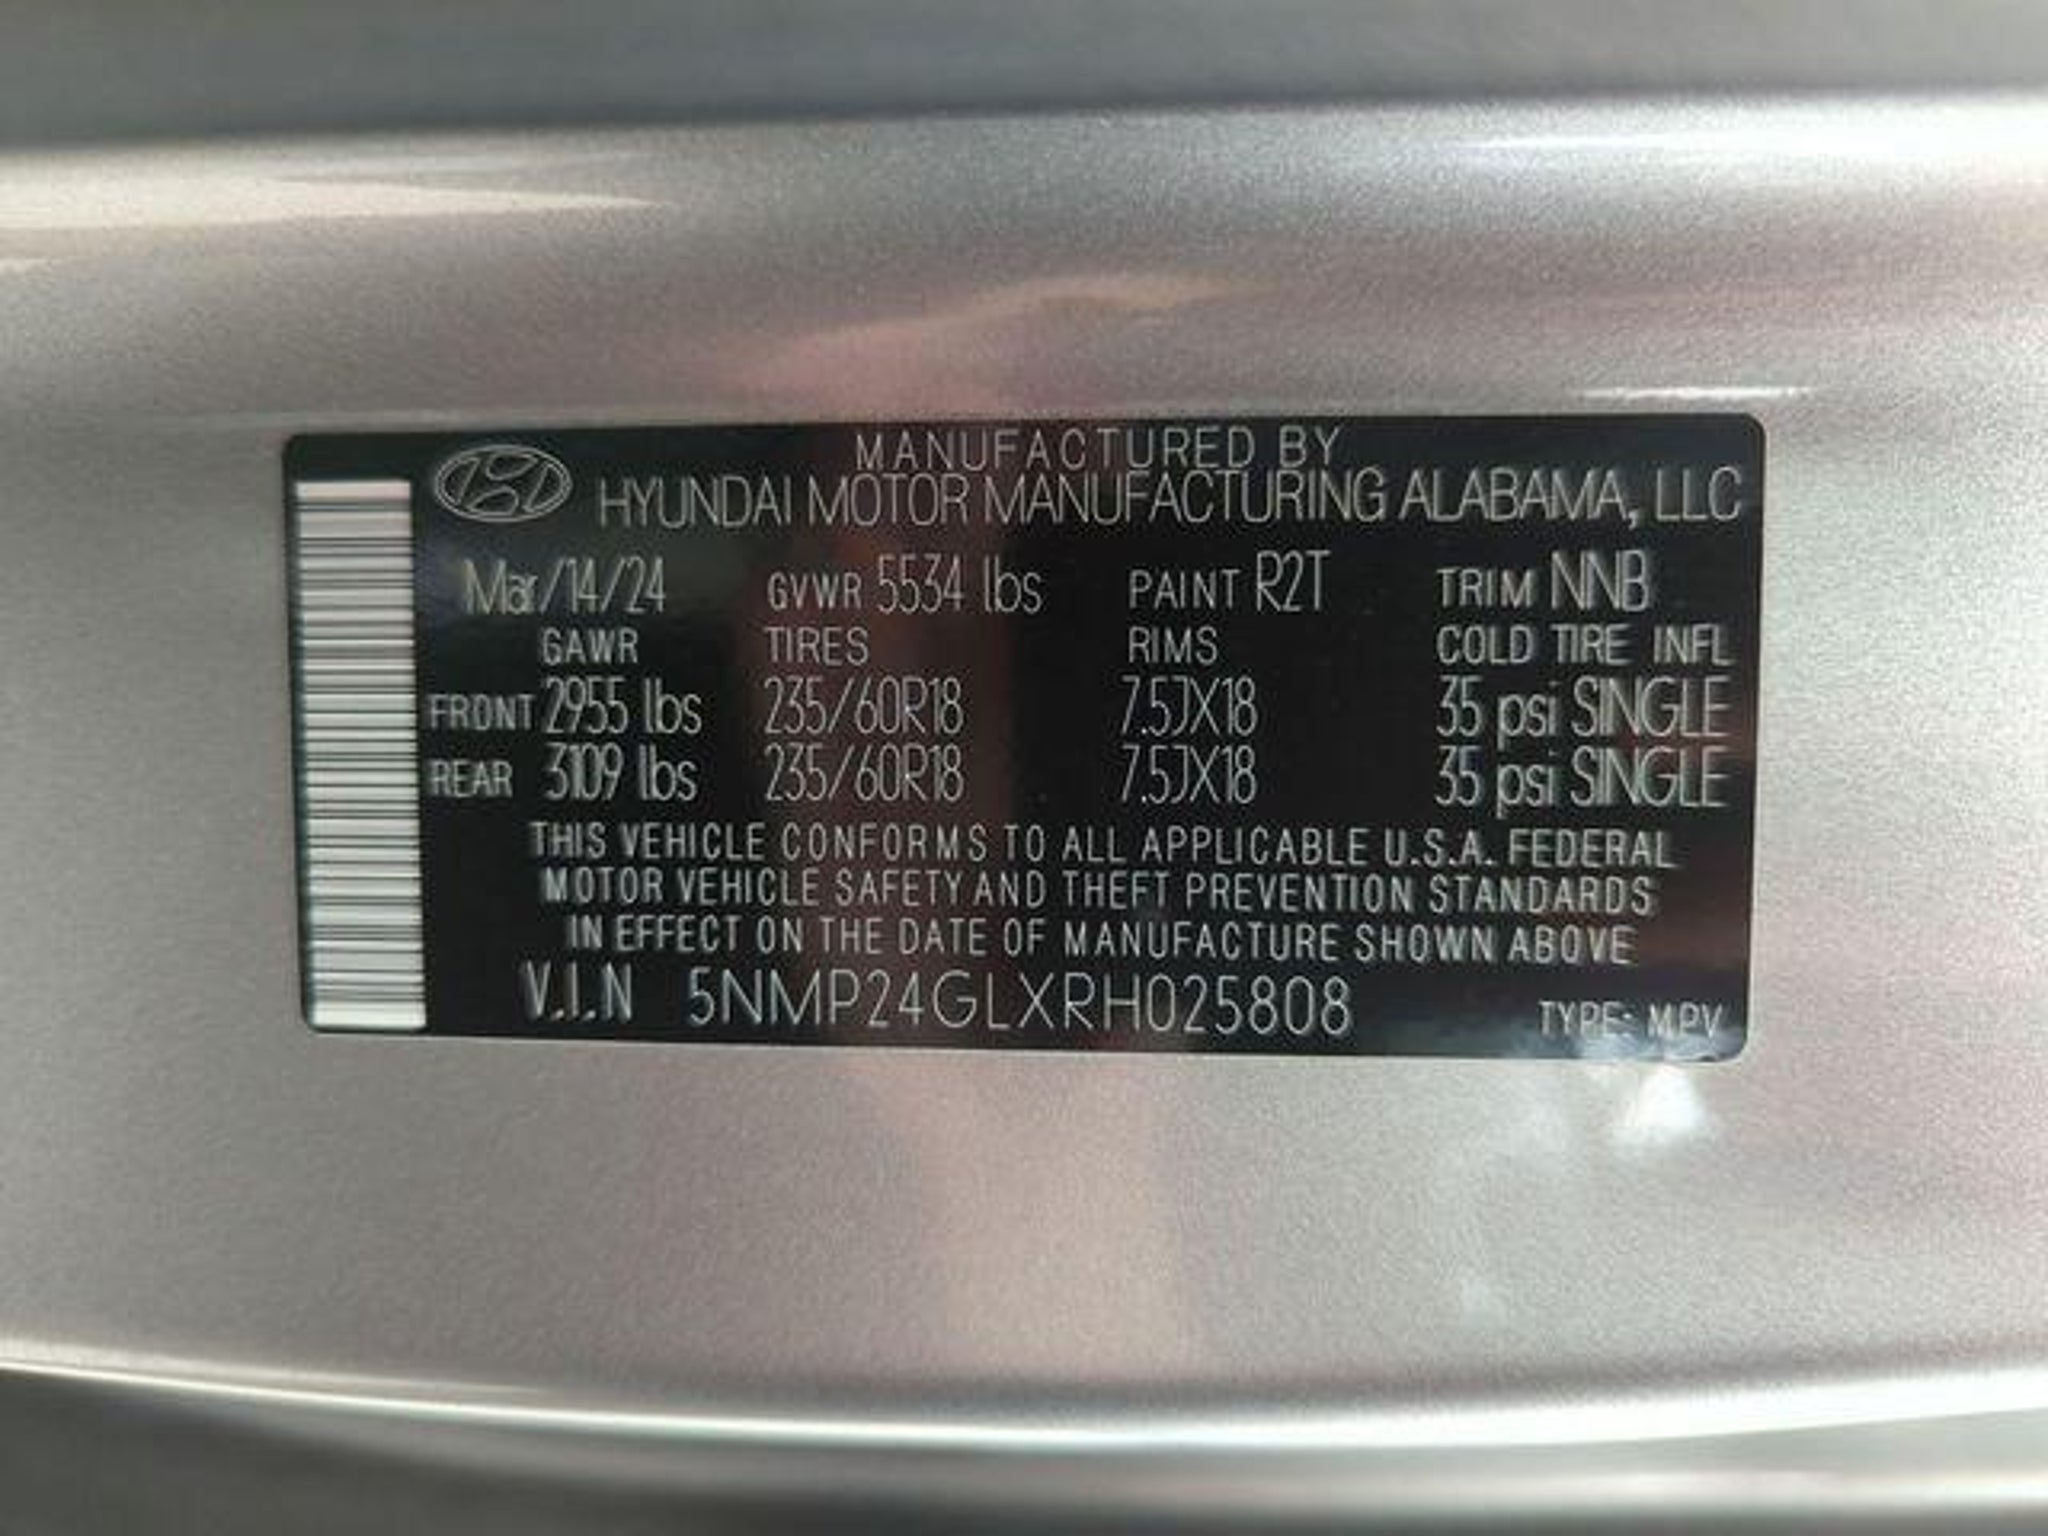 MANUFACTURED BY
HYUNDAI MOTOR MANUFACTURING ALABAMA, LLC
Mar/14/24 GVWR 5534 lbs PAINT R2T TRIM NNB
GAWR TIRES RIMS COLD TIRE INFL
FRONT 2955 lbs 235/60R18 7.5JX18 35 psi SINGLE
REAR 3109 lbs 235/60R18 7.5JX18 35 psi SINGLE
THIS VEHICLE CONFORMS TO ALL APPLICABLE U.S.A. FEDERAL
MOTOR VEHICLE SAFETY AND THEFT PREVENTION STANDARDS
IN EFFECT ON THE DATE OF MANUFACTURE SHOWN ABOVE
V.I.N 5NMP24GLXRH025808 TYPE: MPV